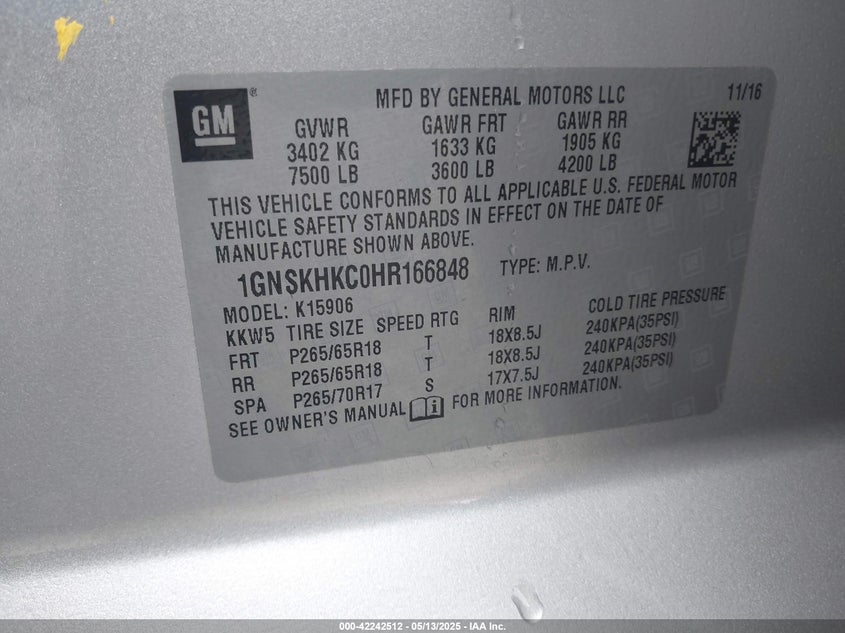 GM
®
MFD BY GENERAL MOTORS LLC 11/16
GVWR GAWR FRT GAWR RR
3402 KG 1633 KG 1905 KG
7500 LB 3600 LB 4200 LB
THIS VEHICLE CONFORMS TO ALL APPLICABLE U.S. FEDERAL MOTOR
VEHICLE SAFETY STANDARDS IN EFFECT ON THE DATE OF
MANUFACTURE SHOWN ABOVE.
1GNSKHKC0HR166848 TYPE: M.P.V.
MODEL: K15906
KKW5 TIRE SIZE SPEED RTG RIM COLD TIRE PRESSURE
FRT P265/65R18 T 18X8.5J 240KPA(35PSI)
RR P265/65R18 T 18X8.5J 240KPA(35PSI)
SPA P265/70R17 S 17X7.5J 240KPA(35PSI)
SEE OWNER'S MANUAL FOR MORE INFORMATION.
000-42242512 - 05/13/2025 - IAA Inc.